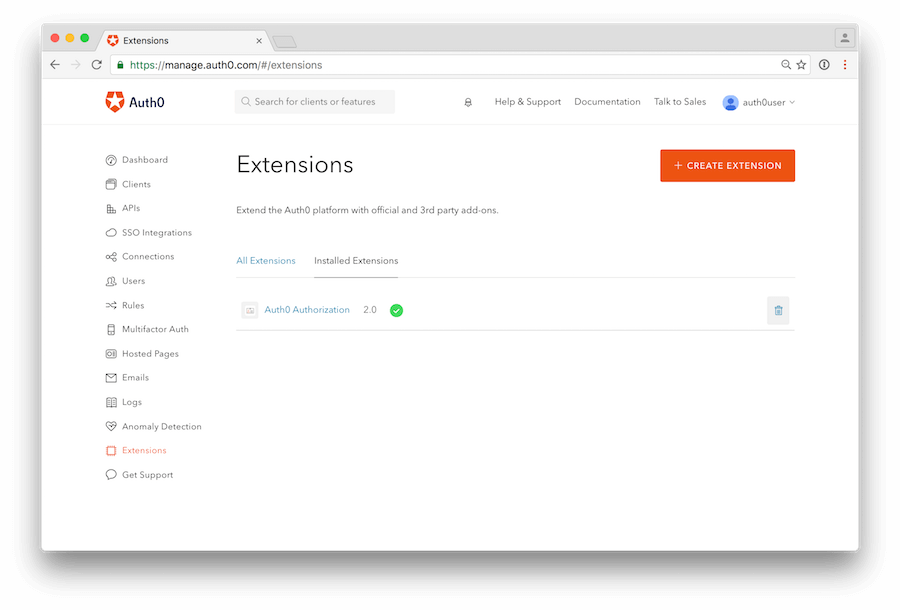 Extensions
https://manage.auth0.com/#/extensions
Auth0
Search for clients or features
Help & Support
Documentation
Talk to Sales
auth0user
Dashboard
Clients
APIs
SSO Integrations
Connections
Users
Rules
Multifactor Auth
Hosted Pages
Emails
Logs
Anomaly Detection
Extensions
Get Support
Extensions
+ CREATE EXTENSION
Extend the Auth0 platform with official and 3rd party add-ons.
All Extensions
Installed Extensions
Auth0 Authorization 2.0